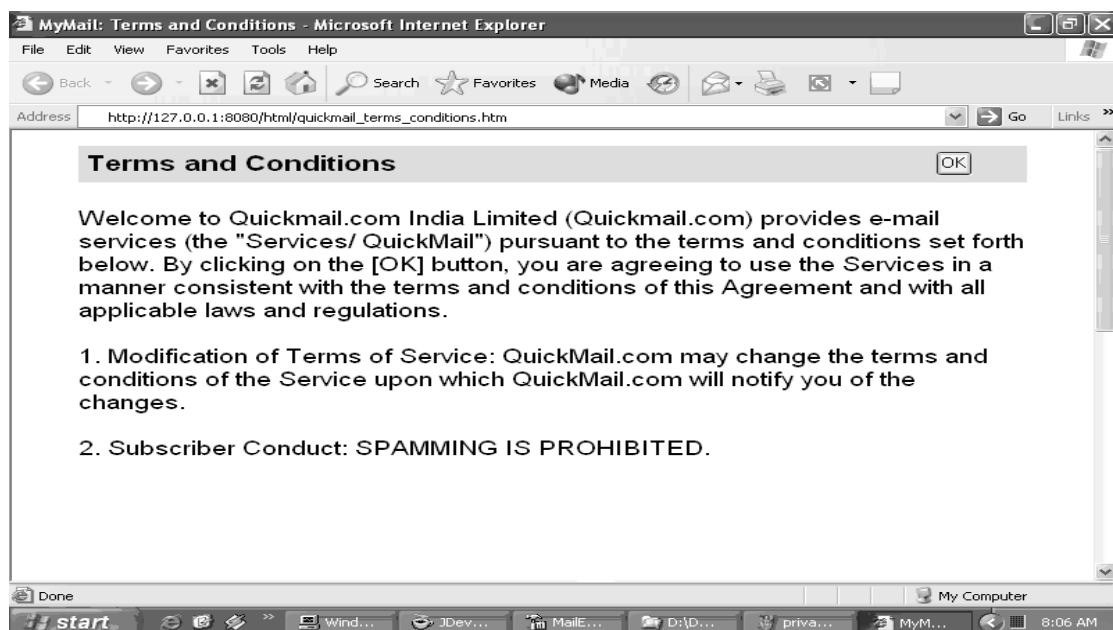 MyMail: Terms and Conditions - Microsoft Internet Explorer
File Edit View Favorites Tools Help
Back Search Favorites Media
Address http://127.0.0.1:8080/html/quickmail_terms_conditions.htm Go Links »
Terms and Conditions OK
Welcome to Quickmail.com India Limited (Quickmail.com) provides e-mail
services (the "Services/ QuickMail") pursuant to the terms and conditions set forth
below. By clicking on the [OK] button, you are agreeing to use the Services in a
manner consistent with the terms and conditions of this Agreement and with all
applicable laws and regulations.
1. Modification of Terms of Service: QuickMail.com may change the terms and
conditions of the Service upon which QuickMail.com will notify you of the
changes.
2. Subscriber Conduct: SPAMMING IS PROHIBITED.
Done My Computer
start » Wind... JDev... MailE... D:\D... priva... MyM... 8:06 AM